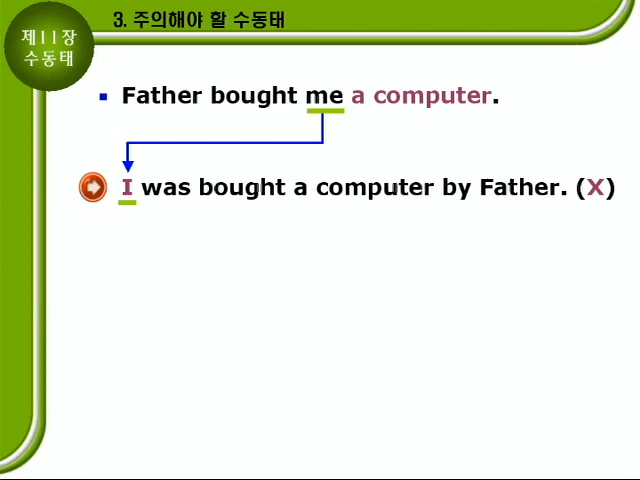 3. 주의해야 할 수동태
제11장
수동태
Father bought me a computer.
I was bought a computer by Father. (X)